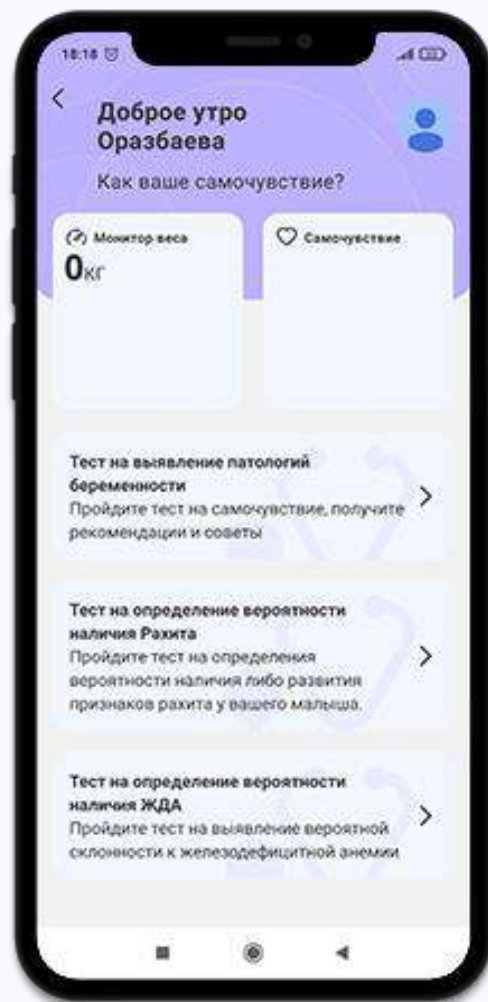 18:18
Доброе утро
Оразбаева
Как ваше самочувствие?
Монитор веса
0кг
Самочувствие
Тест на выявление патологий
беременности
Пройдите тест на самочувствие, получите
рекомендации и советы
Тест на определение вероятности
наличия Рахита
Пройдите тест на определения
вероятности наличия либо развития
признаков рахита у вашего малыша.
Тест на определение вероятности
наличия ЖДА
Пройдите тест на выявление вероятной
склонности к железодефицитной анемии